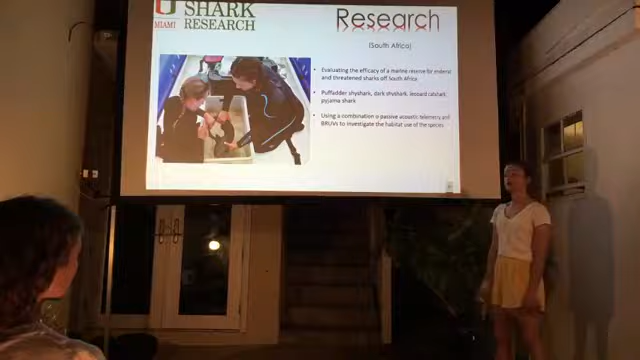 U SHARK
MIAMI RESEARCH
Research
(South Africa)
• Evaluating the efficacy of a marine reserve for endemic
and threatened sharks off South Africa
• Puffadder shyshark, dark shyshark, leopard catshark,
pyjama shark
• Using a combination of passive acoustic telemetry and
BRUVs to investigate the habitat use of the species